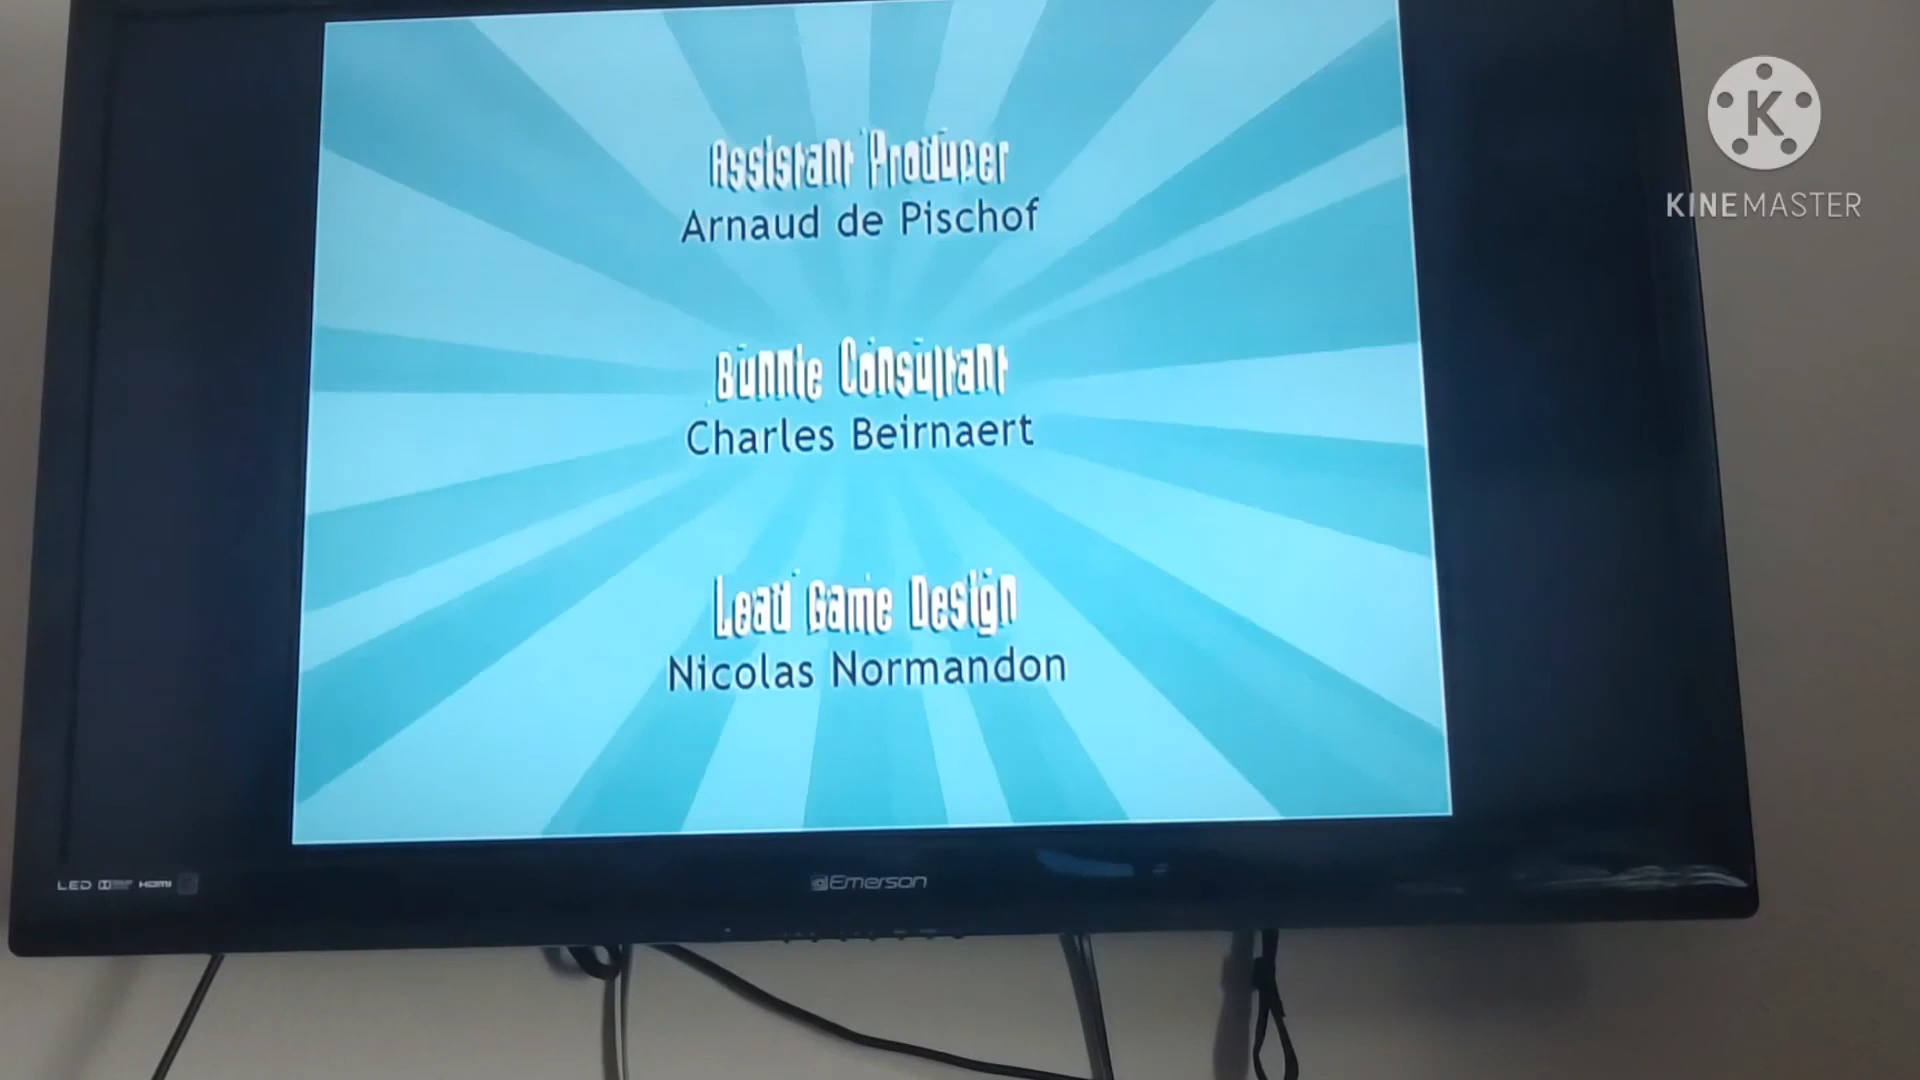 Assistant Producer
Arnaud de Pischof
Bunnie Consultant
Charles Beirnaert
Lead Game Design
Nicolas Normandon
K
KINEMASTER
LED
HDMI
Emerson